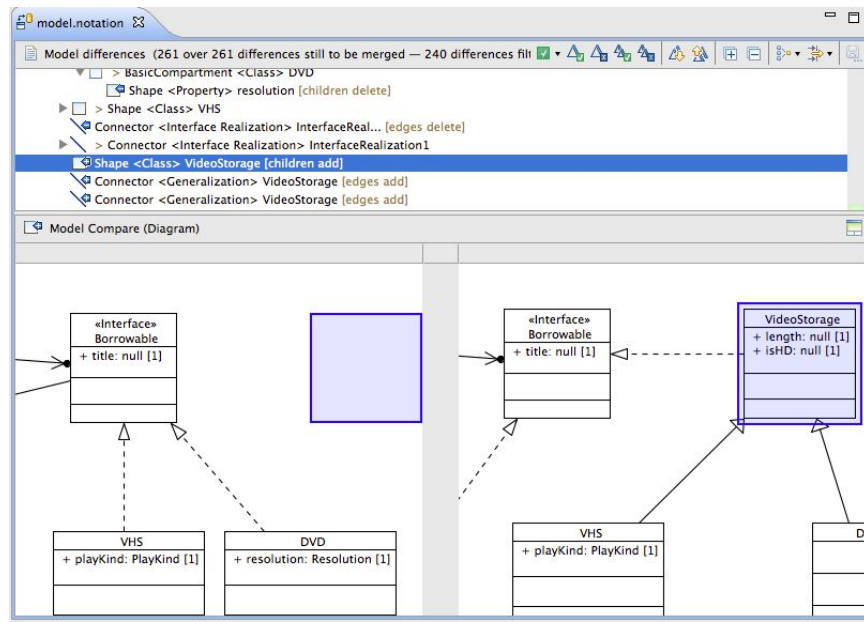 model.notation
Model differences (261 over 261 differences still to be merged — 240 differences filt
> BasicCompartment <Class> DVD
Shape <Property> resolution [children delete]
> Shape <Class> VHS
Connector <Interface Realization> InterfaceReal... [edges delete]
> Connector <Interface Realization> InterfaceRealization1
Shape <Class> VideoStorage [children add]
Connector <Generalization> VideoStorage [edges add]
Connector <Generalization> VideoStorage [edges add]
Model Compare (Diagram)
«Interface»
Borrowable
+ title: null [1]
VHS
+ playKind: PlayKind [1]
DVD
+ resolution: Resolution [1]
«Interface»
Borrowable
+ title: null [1]
VideoStorage
+ length: null [1]
+ isHD: null [1]
VHS
+ playKind: PlayKind [1]
D